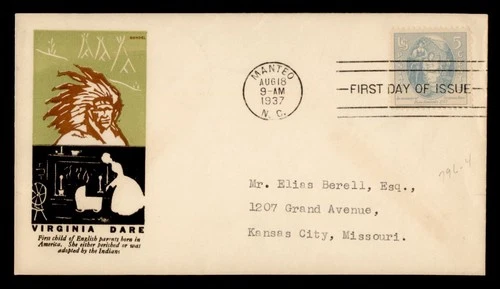 MANTEO
AUG 18
9-AM
1937
N. C.
FIRST DAY OF ISSUE
5
Mr. Elias Berell, Esq.,
1207 Grand Avenue,
Kansas City, Missouri.
796-4
VIRGINIA DARE
First child of English parents born in
America. She either perished or was
adopted by the Indians